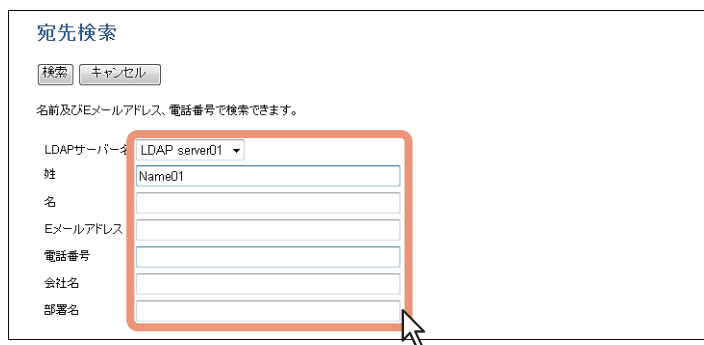 宛先検索
検索 キャンセル
名前及びEメールアドレス、電話番号で検索できます。
LDAPサーバー名 LDAP server01
姓 Name01
名
Eメールアドレス
電話番号
会社名
部署名